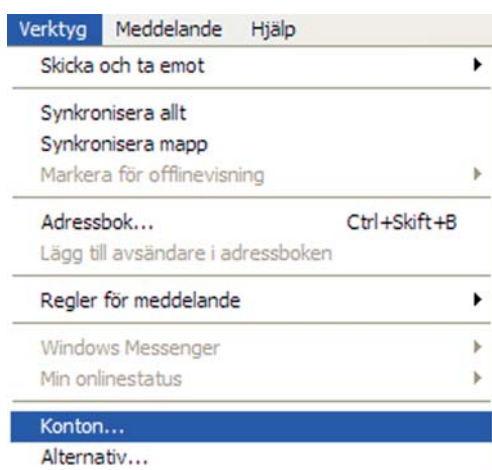 Verktyg Meddelande Hjälp
Skicka och ta emot
Synkronisera allt
Synkronisera mapp
Markera för offlinevisning
Adressbok... Ctrl+Skift+B
Lägg till avsändare i adressboken
Regler för meddelande
Windows Messenger
Min onlinestatus
Konton...
Alternativ...